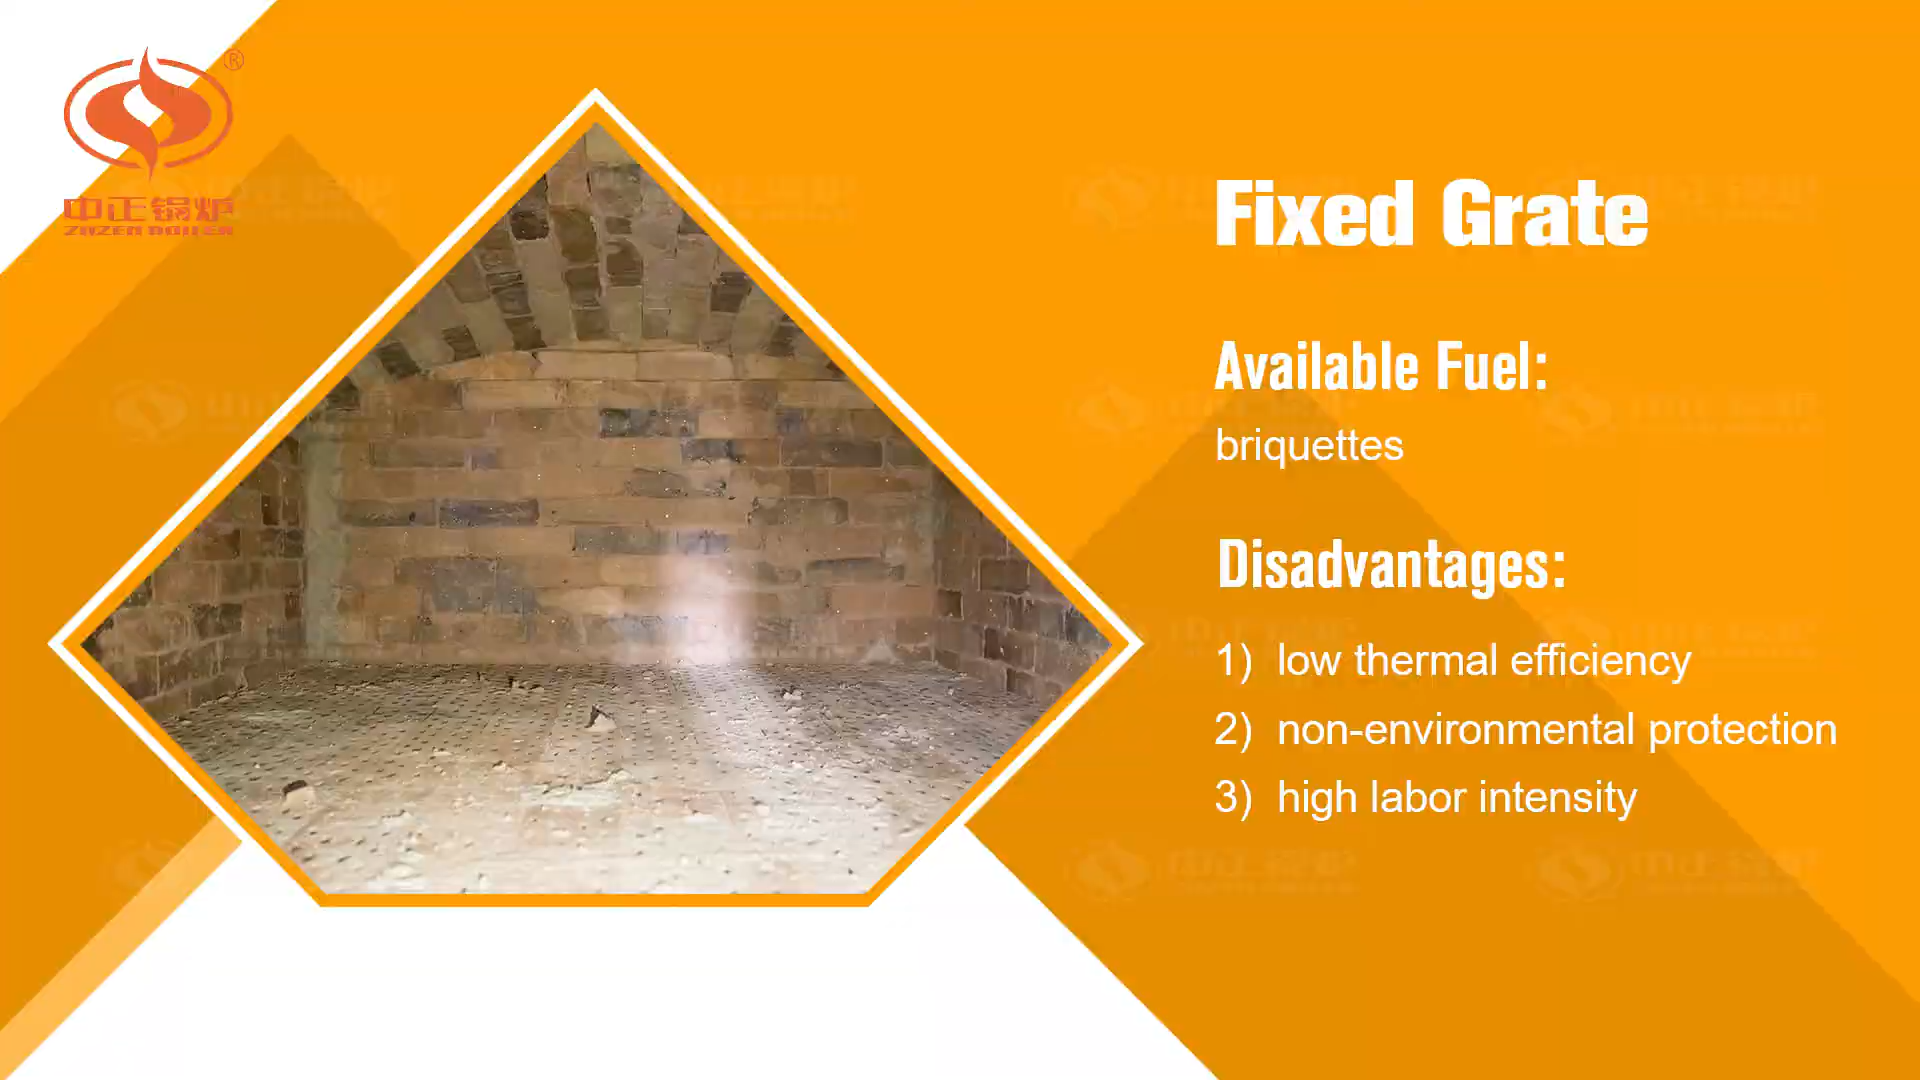 中正锅炉
ZOZEN BOILER
®
Fixed Grate
Available Fuel:
briquettes
Disadvantages:
1) low thermal efficiency
2) non-environmental protection
3) high labor intensity